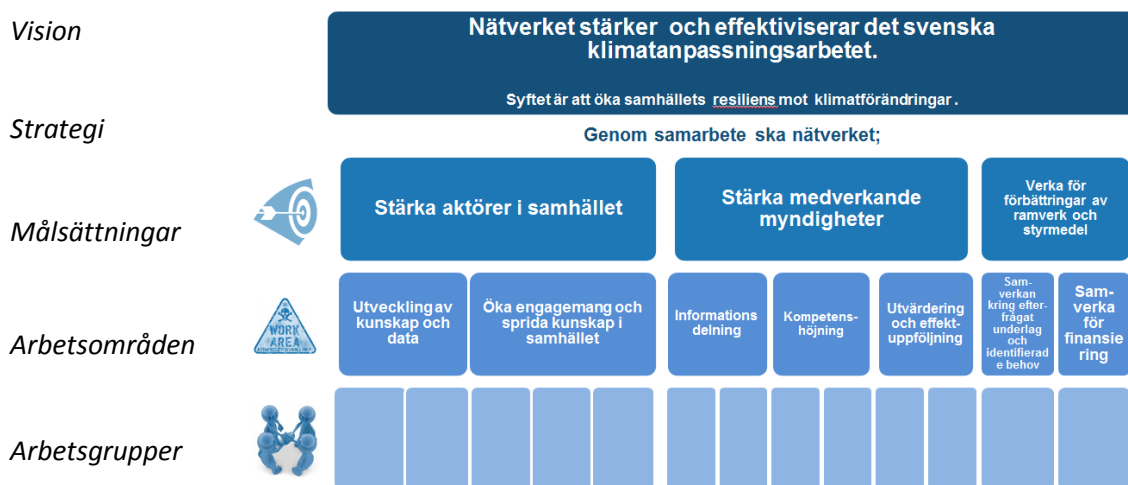 Vision
Nätverket stärker och effektiviserar det svenska
klimatanpassningsarbetet.
Syftet är att öka samhällets resiliens mot klimatförändringar .
Strategi
Genom samarbete ska nätverket;
Målsättningar
Stärka aktörer i samhället
Stärka medverkande
myndigheter
Verka för
förbättringar av
ramverk och
styrmedel
Arbetsområden
WORK
AREA
Utveckling av
kunskap och
data
Öka engagemang och
sprida kunskap i
samhället
Informations
delning
Kompetens-
höjning
Utvärdering
och effekt-
uppföljning
Sam-
verkan
kring efter-
frågat
underlag
och
identifierad
e behov
Sam-
verka
för
finansie
ring
Arbetsgrupper